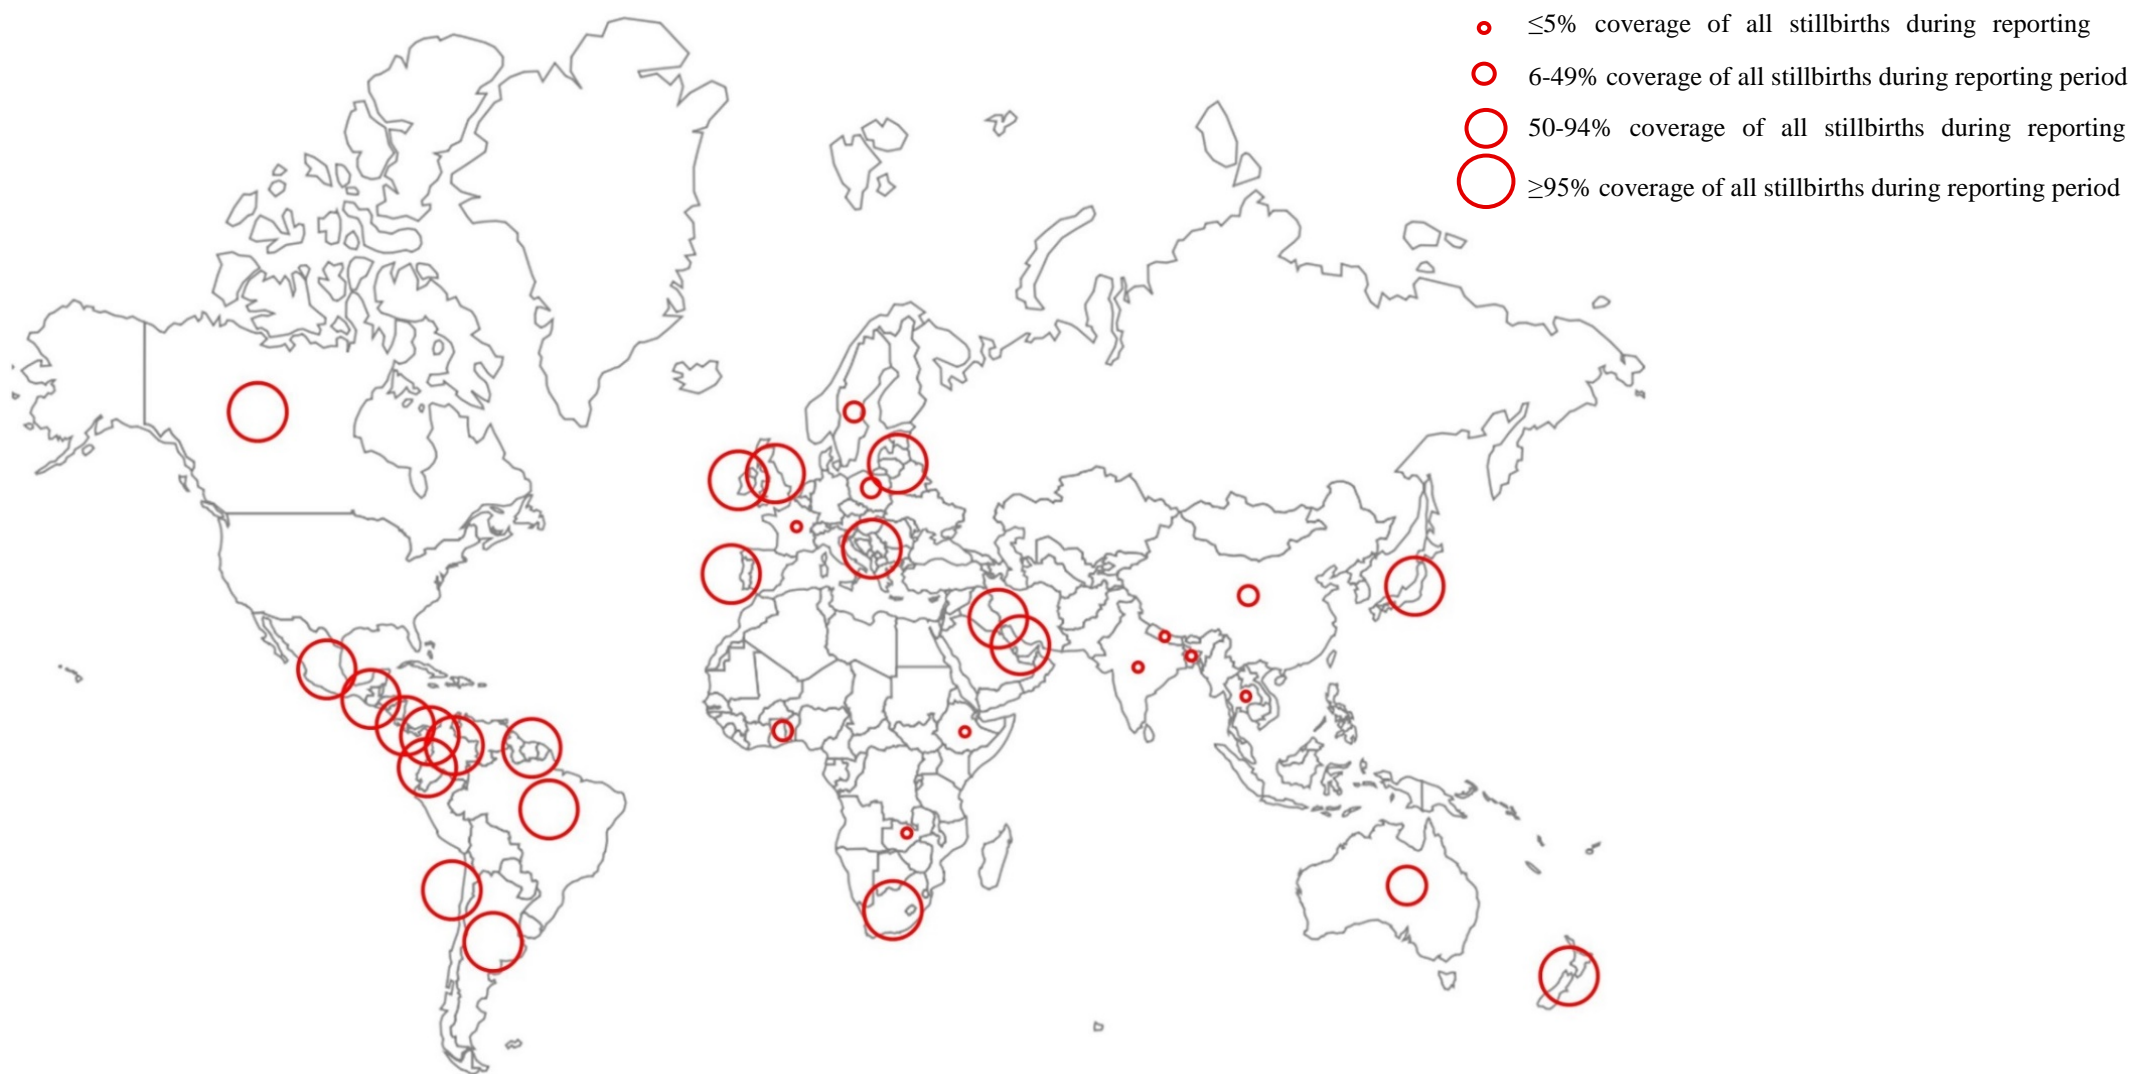 ≤5% coverage of all stillbirths during reporting
6-49% coverage of all stillbirths during reporting period
50-94% coverage of all stillbirths during reporting
≥95% coverage of all stillbirths during reporting period